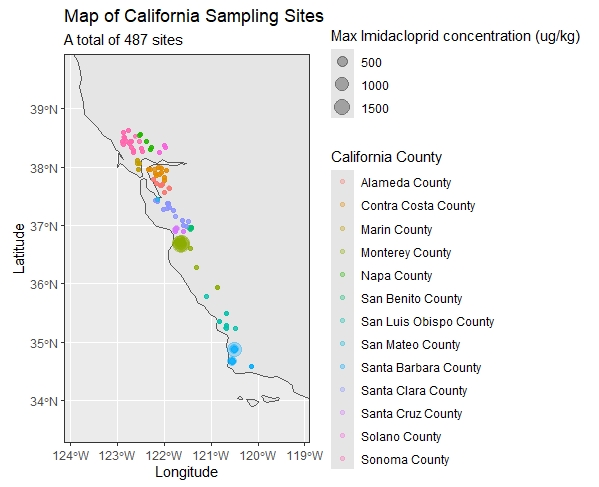 Map of California Sampling Sites
A total of 487 sites
39°N
38°N
37°N
36°N
35°N
34°N
Latitude
124°W 123°W 122°W 121°W 120°W 119°W
Longitude
Max Imidacloprid concentration (ug/kg)
500
1000
1500
California County
Alameda County
Contra Costa County
Marin County
Monterey County
Napa County
San Benito County
San Luis Obispo County
San Mateo County
Santa Barbara County
Santa Clara County
Santa Cruz County
Solano County
Sonoma County